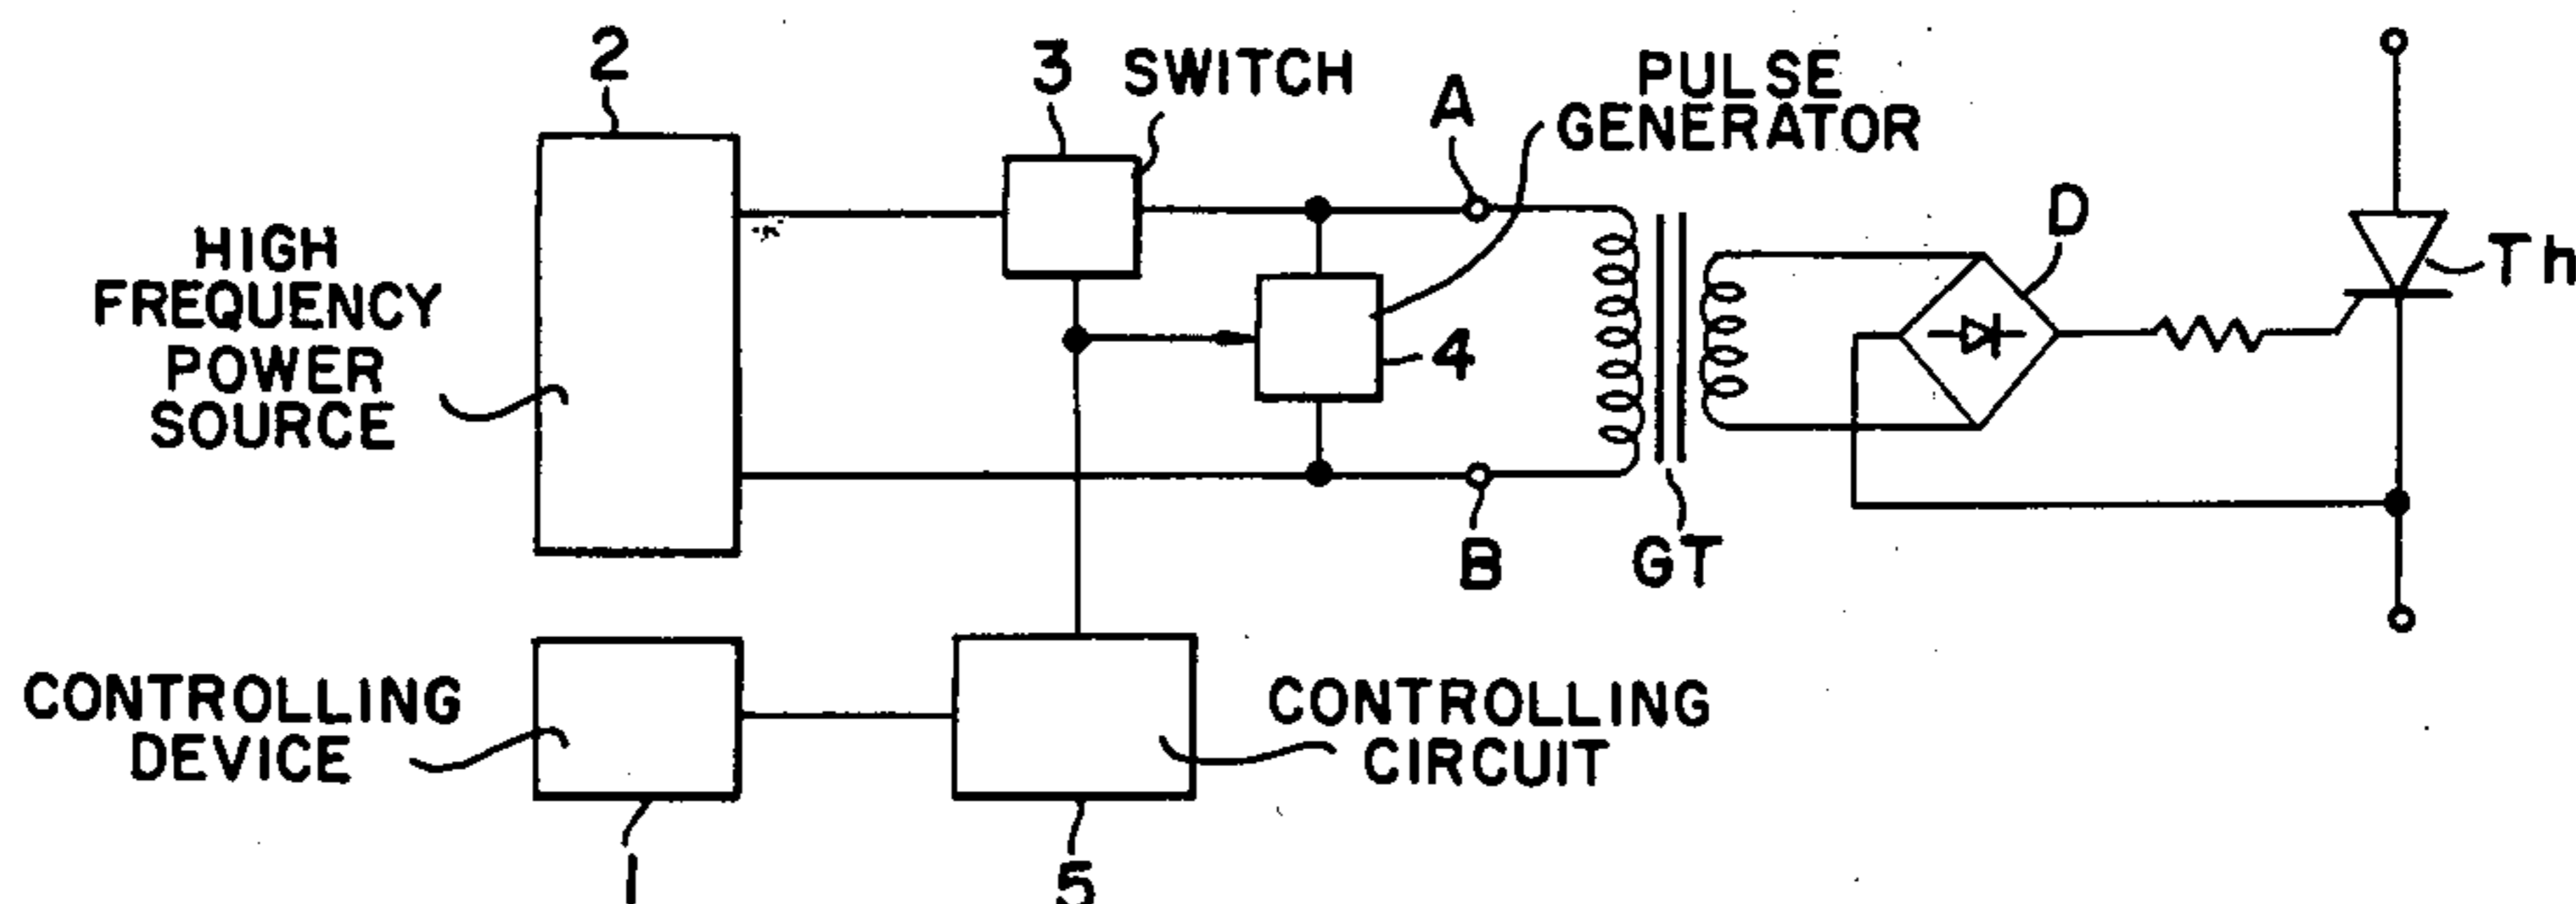 2
3
SWITCH
A
PULSE
GENERATOR
D
Th
HIGH
FREQUENCY
POWER
SOURCE
4
B
GT
CONTROLLING
DEVICE
CONTROLLING
CIRCUIT
1
5